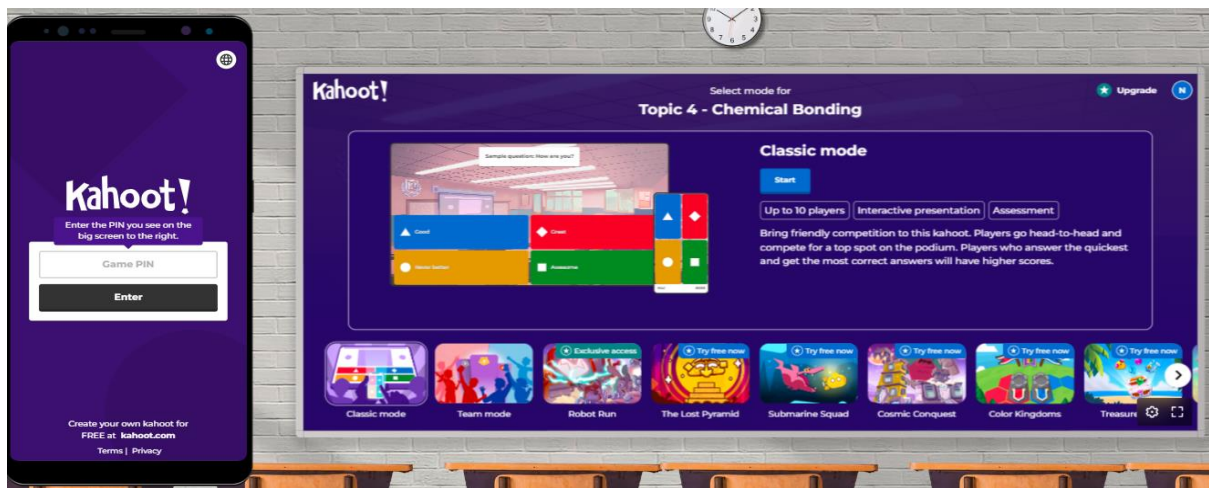 Kahoot!
Enter the PIN you see on the
big screen to the right.
Game PIN
Enter
Create your own kahoot for
FREE at kahoot.com
Terms | Privacy
Kahoot!
Select mode for
Topic 4 - Chemical Bonding
Upgrade
N
Sample question: How are you?
Good
Great
Awesome
Classic mode
Start
Up to 10 players
Interactive presentation
Assessment
Bring friendly competition to this kahoot. Players go head-to-head and
compete for a top spot on the podium. Players who answer the quickest
and get the most correct answers will have higher scores.
Exclusive access
Try free now
Try free now
Try free now
Try free now
Try free now
Classic mode
Team mode
Robot Run
The Lost Pyramid
Submarine Squad
Cosmic Conquest
Color Kingdoms
Treasure